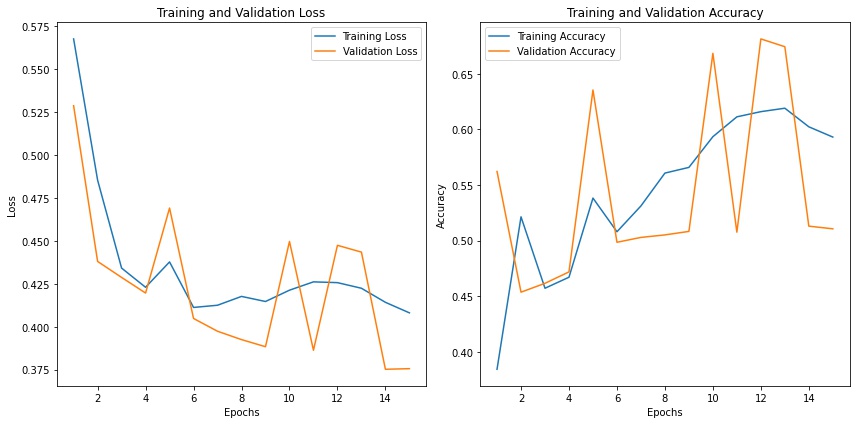 Training and Validation Loss
Training Loss
Validation Loss
0.575
0.550
0.525
0.500
0.475
0.450
0.425
0.400
0.375
Loss
2
4
6
8
10
12
14
Epochs
Training and Validation Accuracy
Training Accuracy
Validation Accuracy
0.65
0.60
0.55
0.50
0.45
0.40
Accuracy
2
4
6
8
10
12
14
Epochs